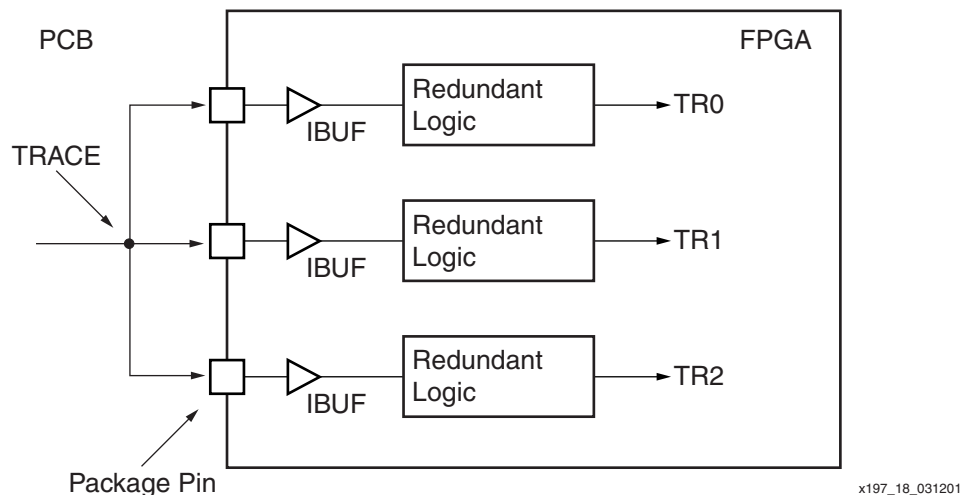 PCB
FPGA
Redundant
Logic
TR0
IBUF
TRACE
Redundant
Logic
TR1
IBUF
Redundant
Logic
TR2
IBUF
Package Pin
x197_18_031201